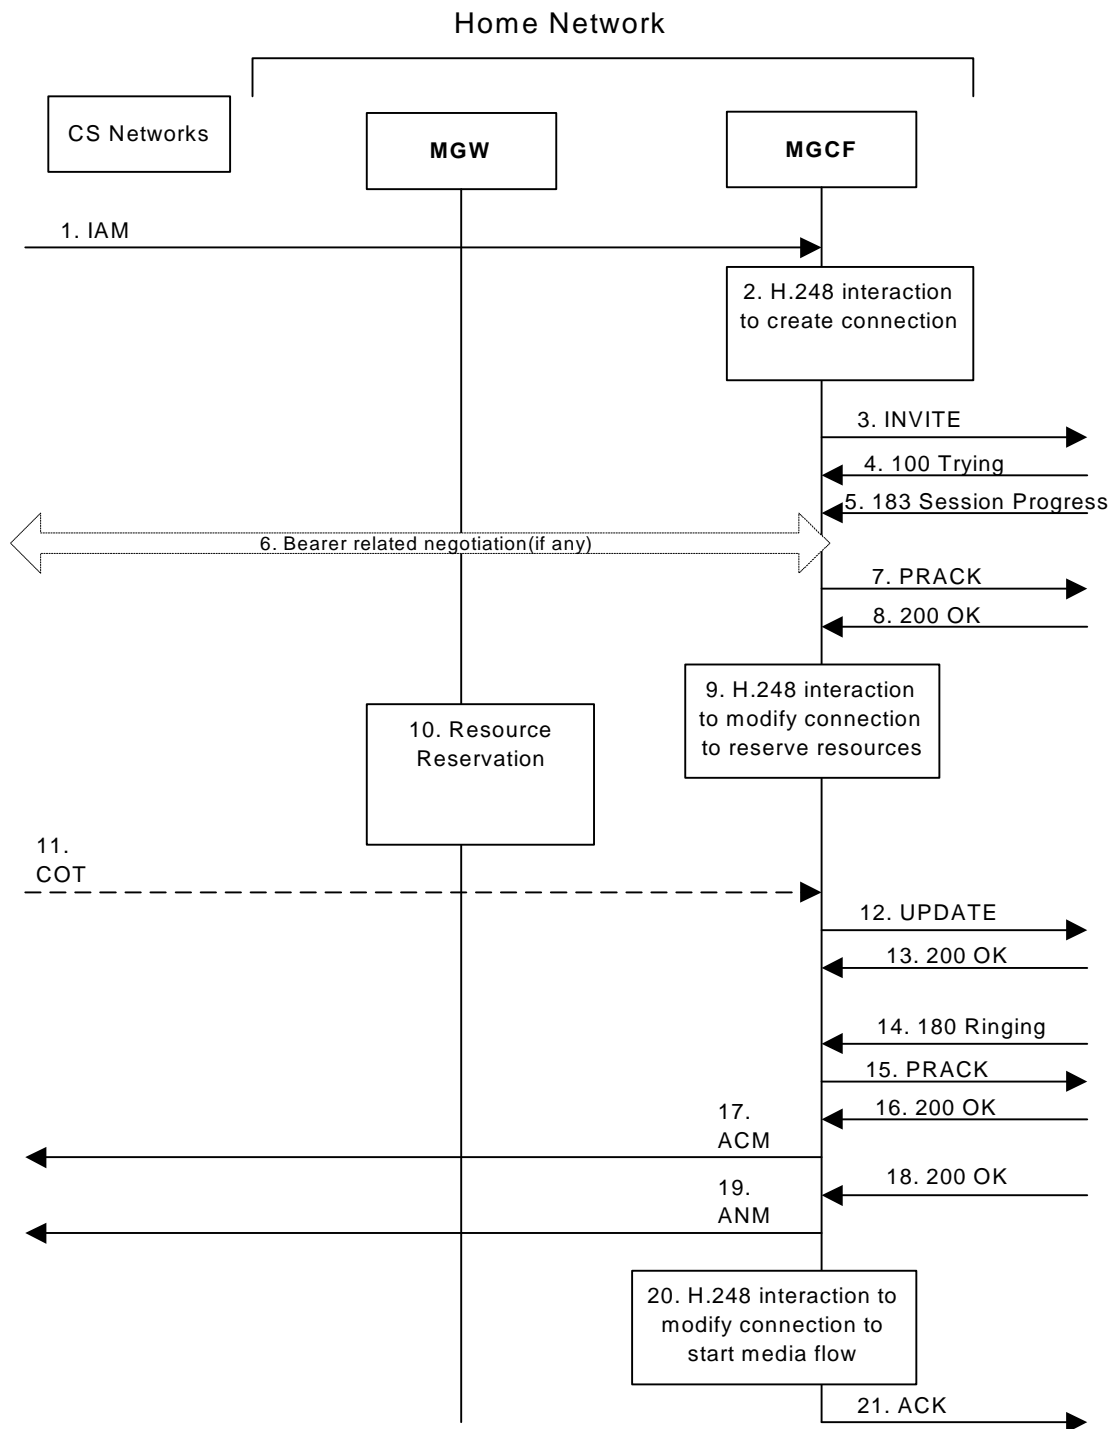 Home Network
CS Networks
MGW
MGCF
1. IAM
2. H.248 interaction
to create connection
3. INVITE
4. 100 Trying
5. 183 Session Progress
6. Bearer related negotiation(if any)
7. PRACK
8. 200 OK
9. H.248 interaction
to modify connection
to reserve resources
10. Resource
Reservation
11.
COT
12. UPDATE
13. 200 OK
14. 180 Ringing
15. PRACK
16. 200 OK
17.
ACM
18. 200 OK
19.
ANM
20. H.248 interaction to
modify connection to
start media flow
21. ACK